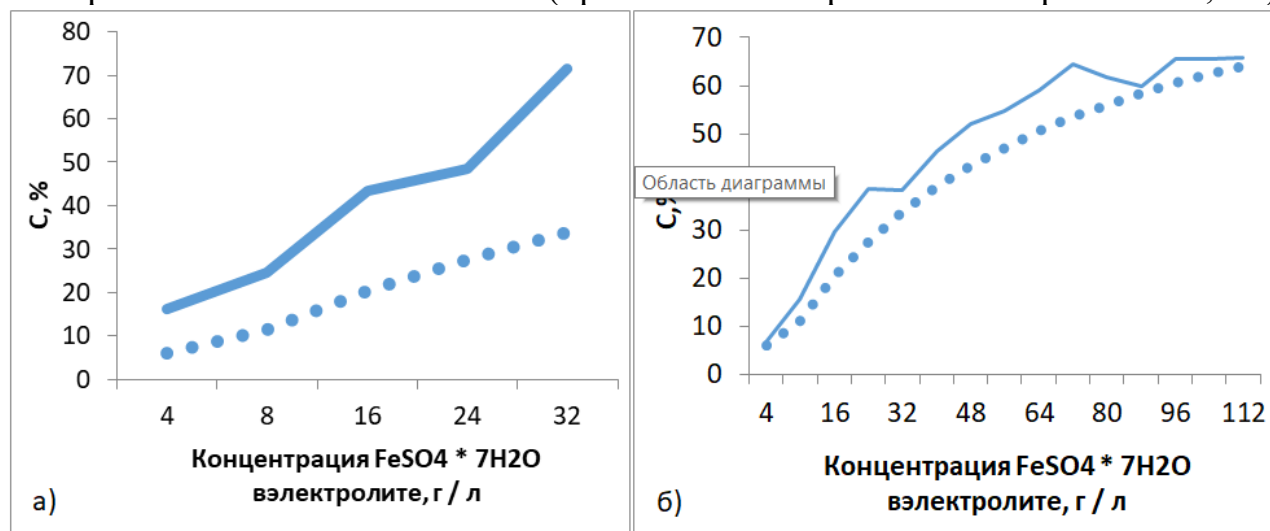 80
70
60
50
40
30
20
10
0
C, %
4 8 16 24 32
Концентрация FeSO4 * 7H2O
вэлектролите, г / л
а)
70
60
50
30
20
10
0
Область диаграммы
C,%
4 16 32 48 64 80 96 112
Концентрация FeSO4 * 7H2O
вэлектролите, г / л
б)